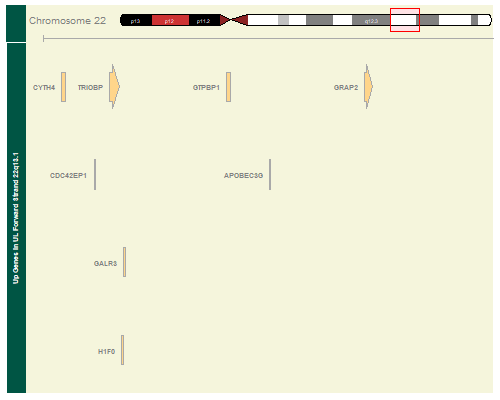 Chromosome 22
p13 p12 p11.2 q12.3
CYTH4 TRIOBP GTPBP1 GRAP2
CDC42EP1 APOBEC3G
GALR3
H1F0
Up Genes in UL Forward Strand 22q13.1